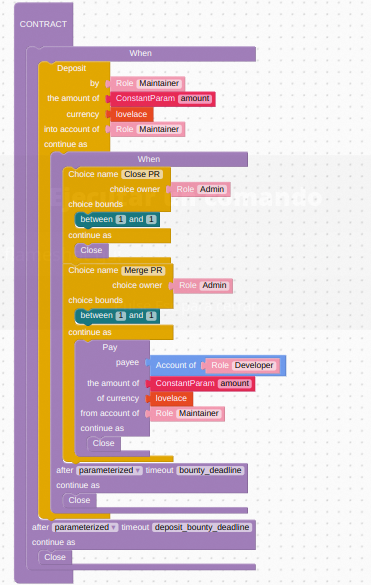 CONTRACT
When
Deposit
by Role Maintainer
the amount of ConstantParam amount
currency lovelace
into account of Role Maintainer
continue as
When
Choice name Close PR
choice owner Role Admin
choice bounds
between 1 and 1
continue as
Close
Choice name Merge PR
choice owner Role Admin
choice bounds
between 1 and 1
continue as
Pay
payee Account of Role Developer
the amount of ConstantParam amount
of currency lovelace
from account of Role Maintainer
continue as
Close
after parameterized timeout bounty_deadline
continue as
Close
after parameterized timeout deposit_bounty_deadline
continue as
Close